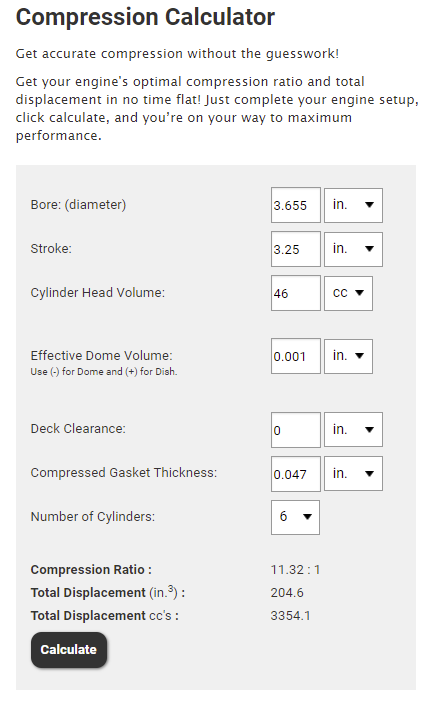 Compression Calculator
Get accurate compression without the guesswork!
Get your engine's optimal compression ratio and total
displacement in no time flat! Just complete your engine setup,
click calculate, and you’re on your way to maximum
performance.
Bore: (diameter) 3.655 in.
Stroke: 3.25 in.
Cylinder Head Volume: 46 cc
Effective Dome Volume: 0.001 in.
Use (-) for Dome and (+) for Dish.
Deck Clearance: 0 in.
Compressed Gasket Thickness: 0.047 in.
Number of Cylinders: 6
Compression Ratio : 11.32 : 1
Total Displacement (in.³) : 204.6
Total Displacement cc's : 3354.1
Calculate